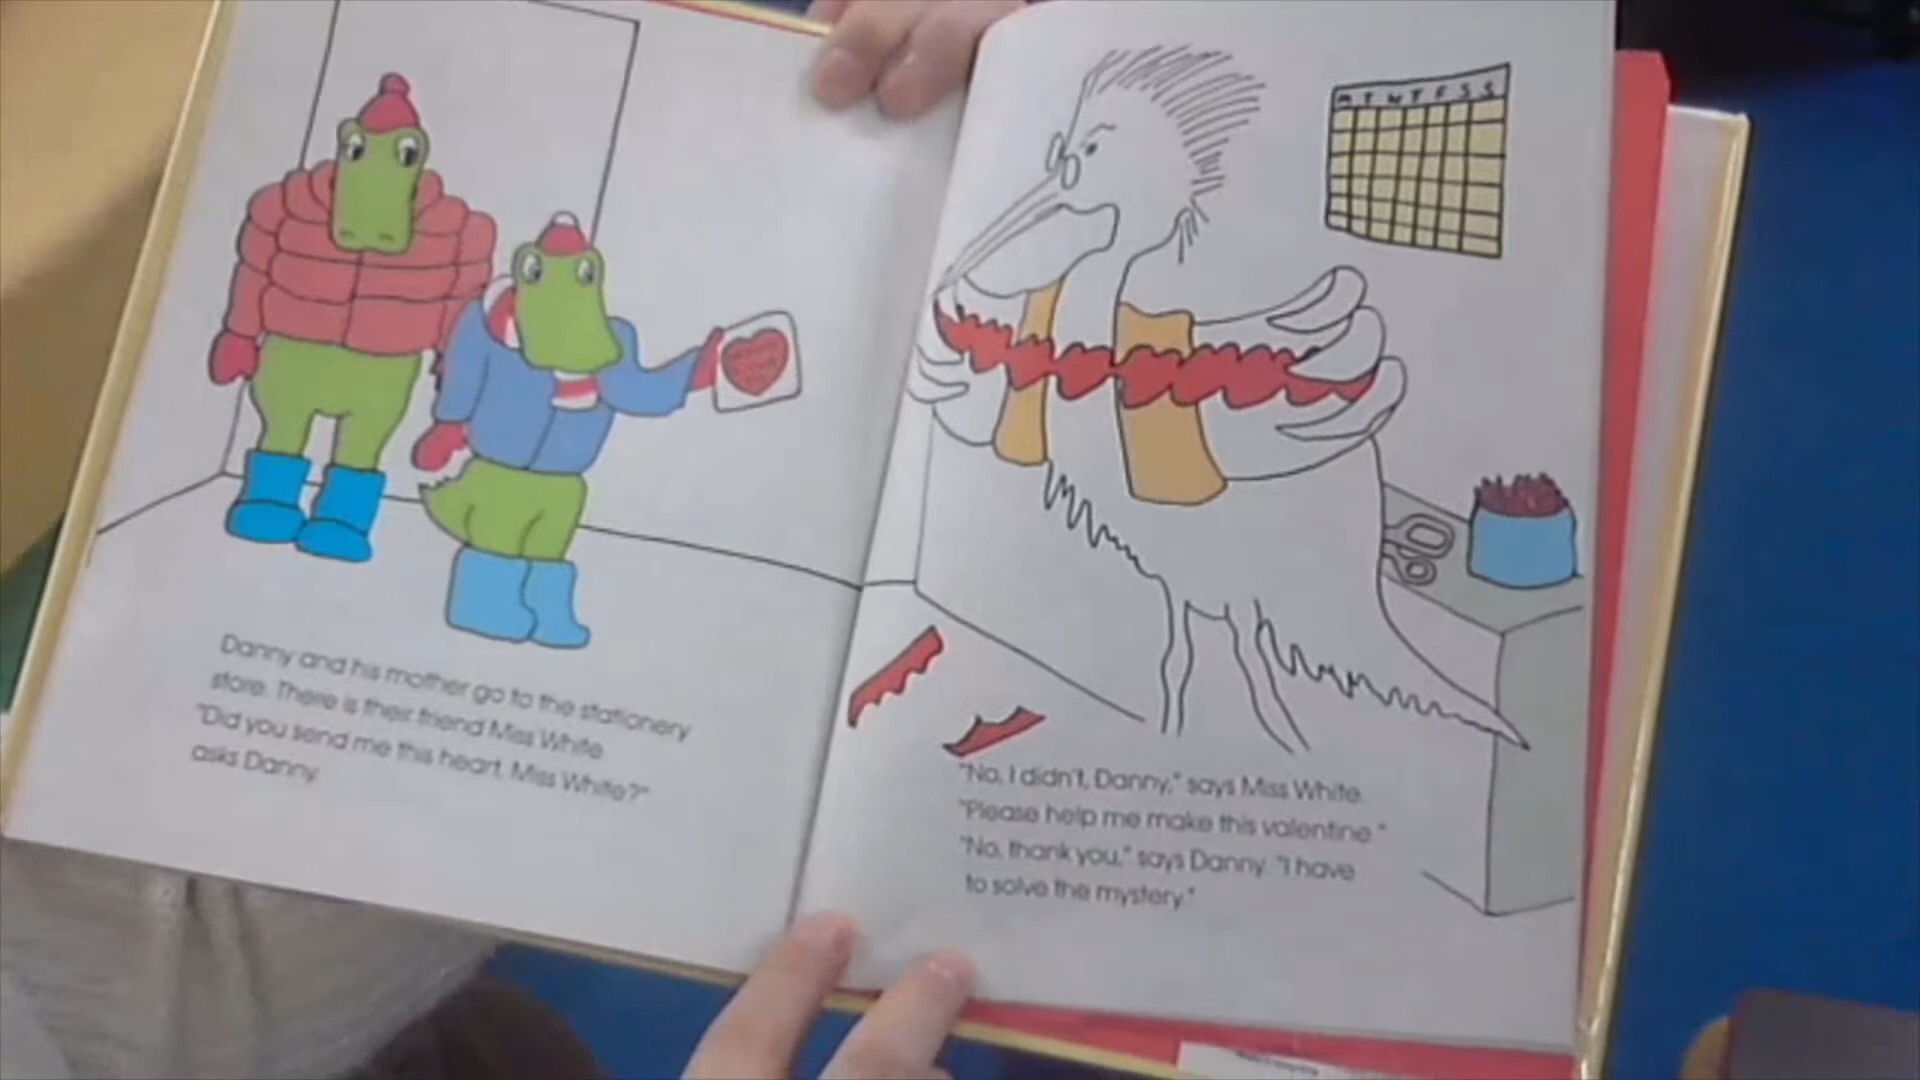 Danny and his mother go to the stationery
store. There is their friend Miss White.
"Did you send me this heart, Miss White?"
asks Danny.
M T W T F S S
"No, I didn't, Danny," says Miss White.
"Please help me make this valentine."
"No, thank you," says Danny. "I have
to solve the mystery."